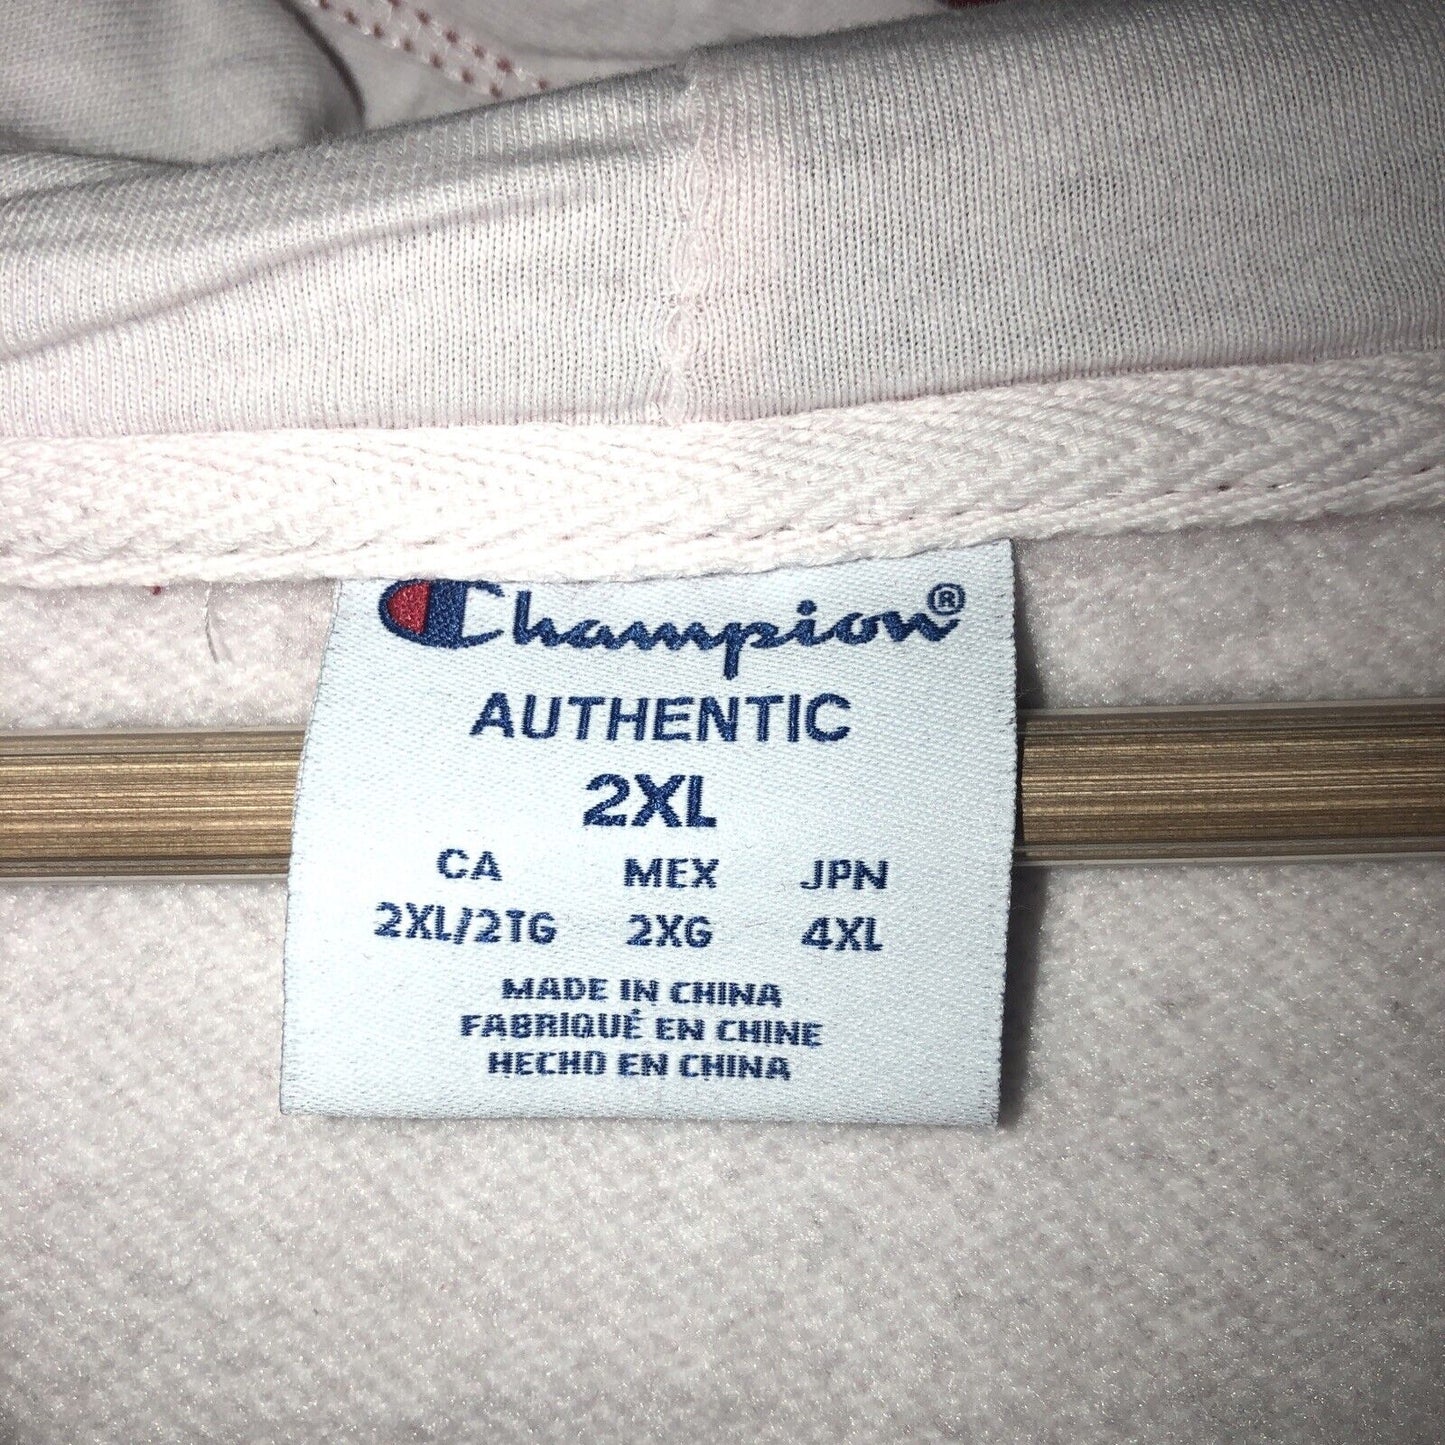 Champion®
AUTHENTIC
2XL
CA MEX JPN
2XL/2TG 2XG 4XL
MADE IN CHINA
FABRIQUÉ EN CHINE
HECHO EN CHINA